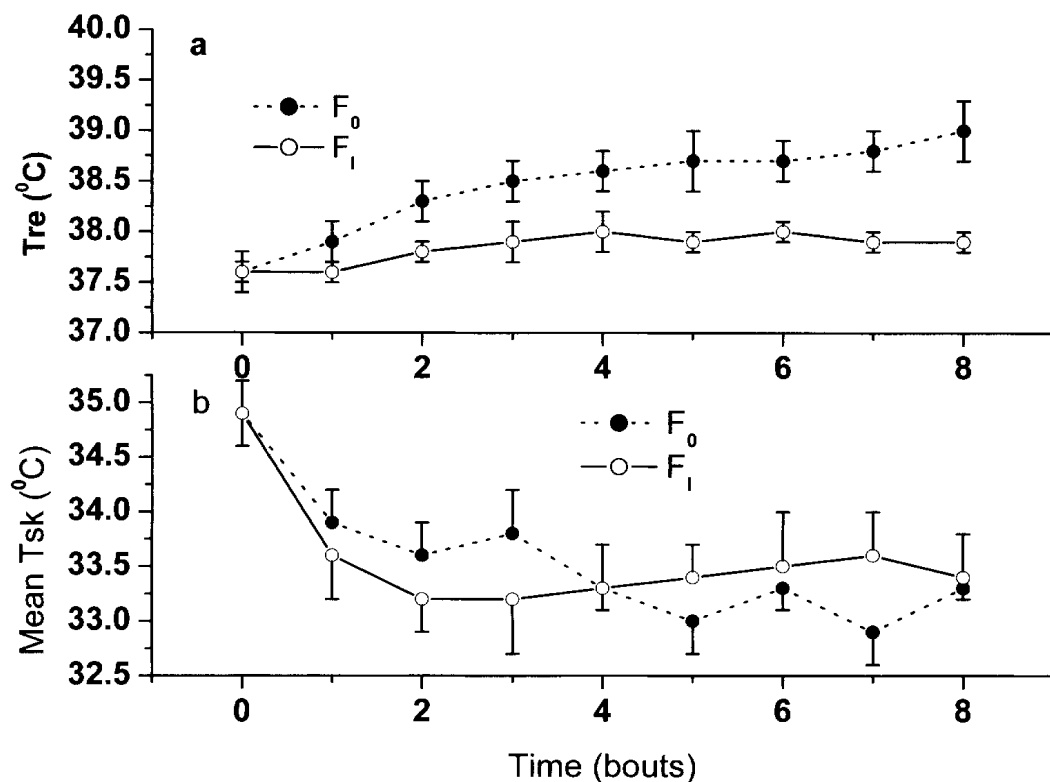 a
40.0
39.5
39.0
38.5
38.0
37.5
37.0
Tre (⁰C)
F₀
F_I
0 2 4 6 8
b
35.0
34.5
34.0
33.5
33.0
32.5
Mean Tsk (⁰C)
F₀
F_I
0 2 4 6 8
Time (bouts)